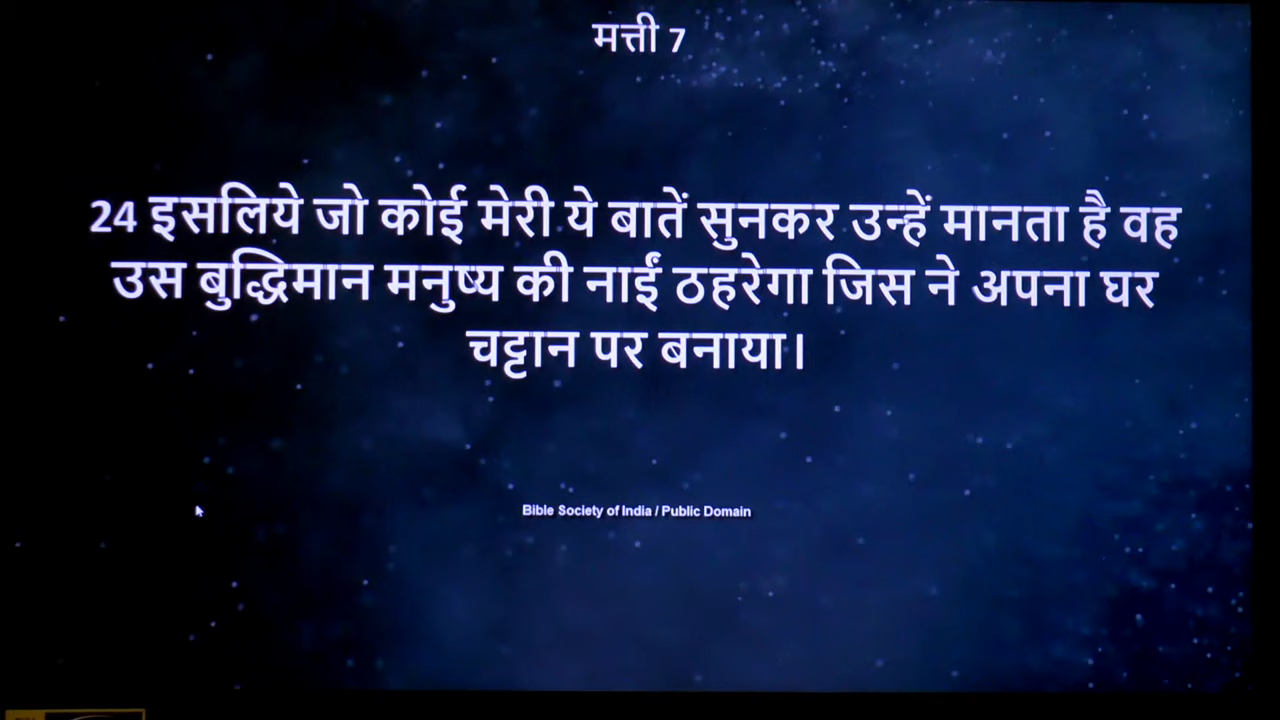 मत्ती 7
24 इसलिये जो कोई मेरी ये बातें सुनकर उन्हें मानता है वह
उस बुद्धिमान मनुष्य की नाईं ठहरेगा जिस ने अपना घर
चट्टान पर बनाया।
Bible Society of India / Public Domain